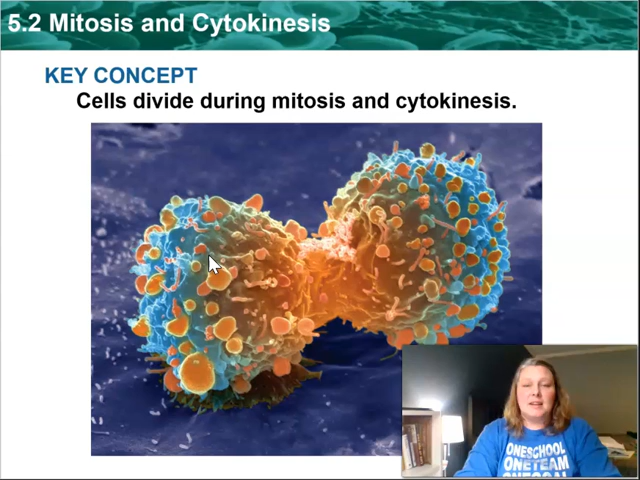 5.2 Mitosis and Cytokinesis
KEY CONCEPT
Cells divide during mitosis and cytokinesis.
ONESCHOOL
ONETEAM